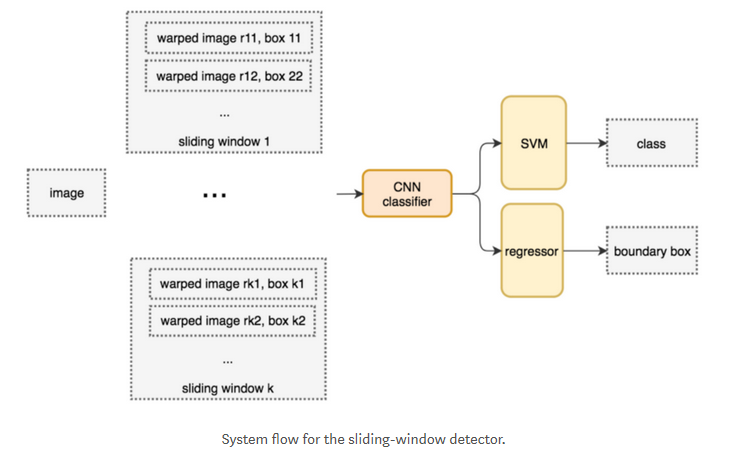 warped image r11, box 11
warped image r12, box 22
...
sliding window 1
image
...
CNN
classifier
SVM
class
regressor
boundary box
warped image rk1, box k1
warped image rk2, box k2
...
sliding window k
System flow for the sliding-window detector.